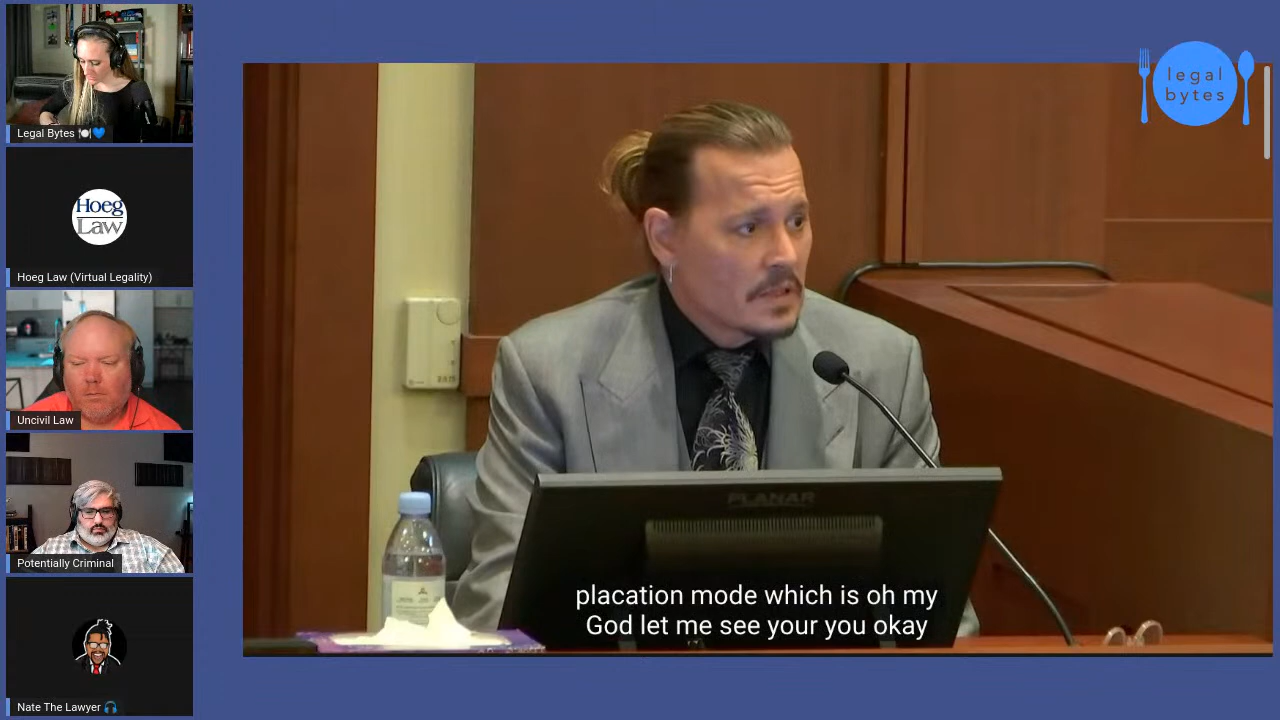 Legal Bytes
Hoeg
Law
Hoeg Law (Virtual Legality)
Uncivil Law
Potentially Criminal
Nate The Lawyer
legal
bytes
PLANAR
placation mode which is oh my
God let me see your you okay